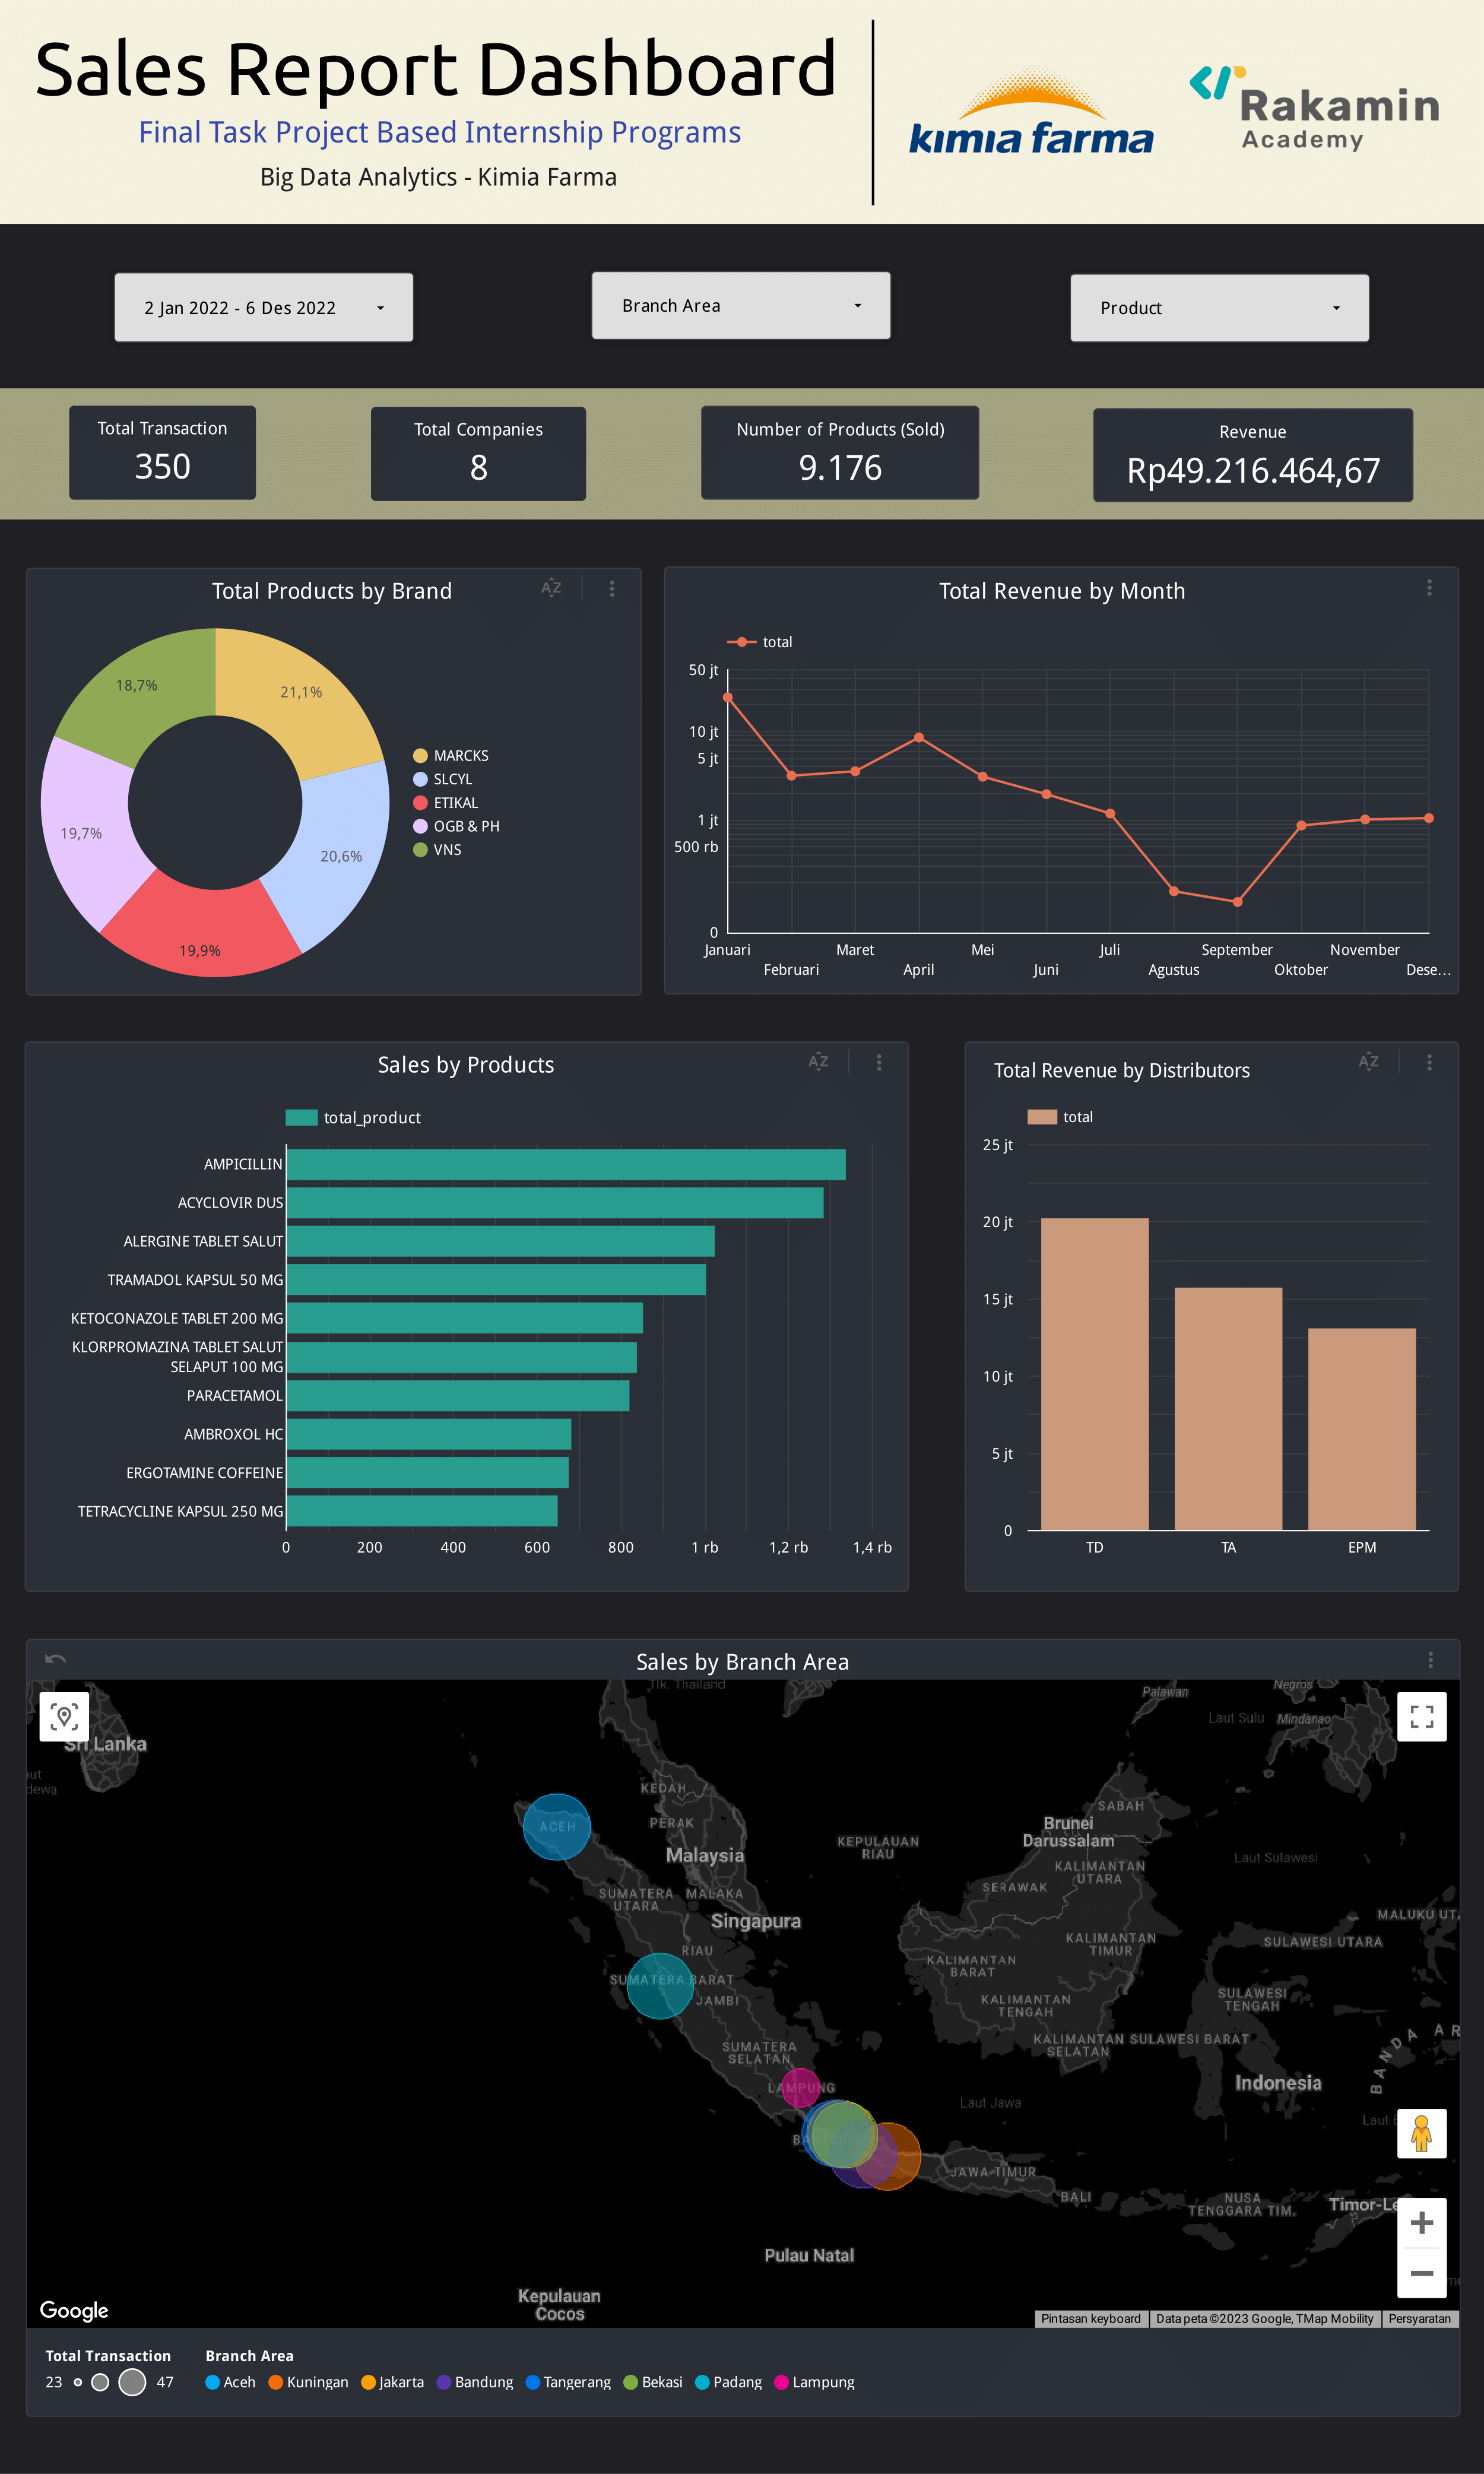 Sales Report Dashboard
Final Task Project Based Internship Programs
Big Data Analytics - Kimia Farma
kimia farma
Rakamin
Academy
2 Jan 2022 - 6 Des 2022
Branch Area
Product
Total Transaction
350
Total Companies
8
Number of Products (Sold)
9.176
Revenue
Rp49.216.464,67
Total Products by Brand
AZ
18,7%
21,1%
19,7%
20,6%
19,9%
MARCKS
SLCYL
ETIKAL
OGB & PH
VNS
Total Revenue by Month
total
50 jt
10 jt
5 jt
1 jt
500 rb
0
Januari
Februari
Maret
April
Mei
Juni
Juli
Agustus
September
Oktober
November
Dese...
Sales by Products
AZ
total_product
AMPICILLIN
ACYCLOVIR DUS
ALERGINE TABLET SALUT
TRAMADOL KAPSUL 50 MG
KETOCONAZOLE TABLET 200 MG
KLORPROMAZINA TABLET SALUT
SELAPUT 100 MG
PARACETAMOL
AMBROXOL HC
ERGOTAMINE COFFEINE
TETRACYCLINE KAPSUL 250 MG
0 200 400 600 800 1 rb 1,2 rb 1,4 rb
Total Revenue by Distributors
AZ
total
25 jt
20 jt
15 jt
10 jt
5 jt
0
TD TA EPM
Sales by Branch Area
Tlk. Thailand
Palawan
Negros
Laut Sulu
Mindanao
Sri Lanka
KEDAH
PERAK
Malaysia
ACEH
KEPULAUAN
RIAU
SABAH
Brunei
Darussalam
Laut Sulawesi
KALIMANTAN
UTARA
SERAWAK
SUMATERA
UTARA
MALAKA
Singapura
MALUKU UT
RIAU
KALIMANTAN
TIMUR
SULAWESI UTARA
KALIMANTAN
BARAT
SUMATERA BARAT
JAMBI
KALIMANTAN
TENGAH
SULAWESI
TENGAH
SUMATERA
SELATAN
KALIMANTAN
SELATAN
SULAWESI BARAT
BANDA
LAMPUNG
Laut Jawa
Indonesia
Laut
JAWA TIMUR
BALI
NUSA
TENGGARA TIM.
Timor-Le
Pulau Natal
Kepulauan
Cocos
Google
Pintasan keyboard
Data peta ©2023 Google, TMap Mobility
Persyaratan
Total Transaction
23 47
Branch Area
Aceh Kuningan Jakarta Bandung Tangerang Bekasi Padang Lampung